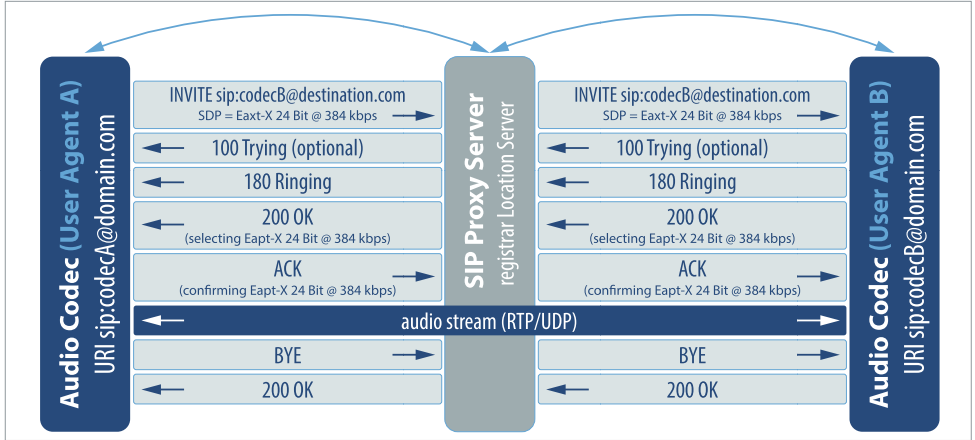 Audio Codec (User Agent A)
URI sip:codecA@domain.com
INVITE sip:codecB@destination.com
SDP = Eaxt-X 24 Bit @ 384 kbps
100 Trying (optional)
180 Ringing
200 OK
(selecting Eapt-X 24 Bit @ 384 kbps)
ACK
(confirming Eapt-X 24 Bit @ 384 kbps)
SIP Proxy Server
registrar Location Server
INVITE sip:codecB@destination.com
SDP = Eaxt-X 24 Bit @ 384 kbps
100 Trying (optional)
180 Ringing
200 OK
(selecting Eapt-X 24 Bit @ 384 kbps)
ACK
(confirming Eapt-X 24 Bit @ 384 kbps)
audio stream (RTP/UDP)
BYE
200 OK
BYE
200 OK
Audio Codec (User Agent B)
URI sip:codecB@domain.com